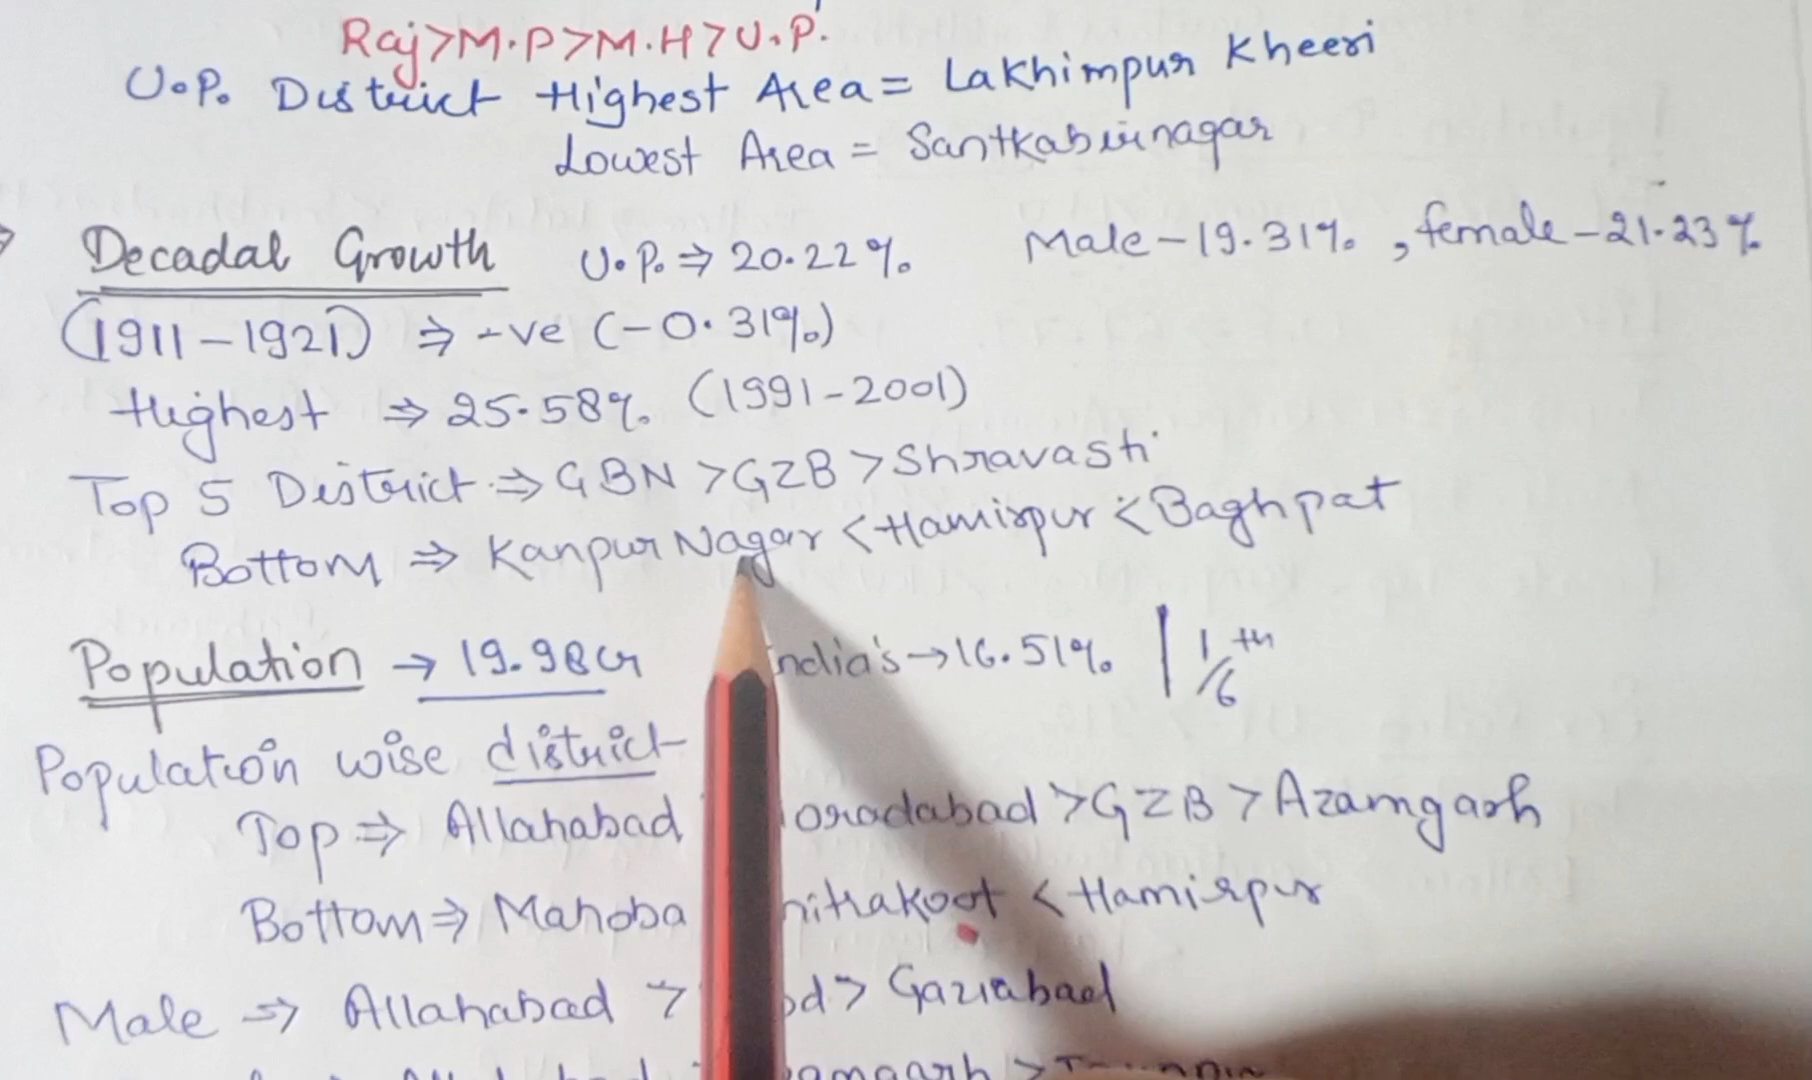 Raj>M.P>M.H>U.P.
U.P. District Highest Area = Lakhimpur Kheeri
Lowest Area = Santkabirnagar
Decadal Growth U.P. ⇒ 20.22% Male - 19.31%, female - 21.23%
(1911-1921) ⇒ -ve (-0.31%)
Highest ⇒ 25.58% (1991-2001)
Top 5 District ⇒ GBN >GZB >Shravasti
Bottom ⇒ Kanpur Nagar <Hamirpur <Baghpat
Population → 19.98cr ndia's → 16.51% | 1/6th
Population wise district
Top ⇒ Allahabad oradabad >GZB >Azamgarh
Bottom ⇒ Mahoba hitrakoot <Hamirpur
Male ⇒ Allahabad > bd> Gaziabad